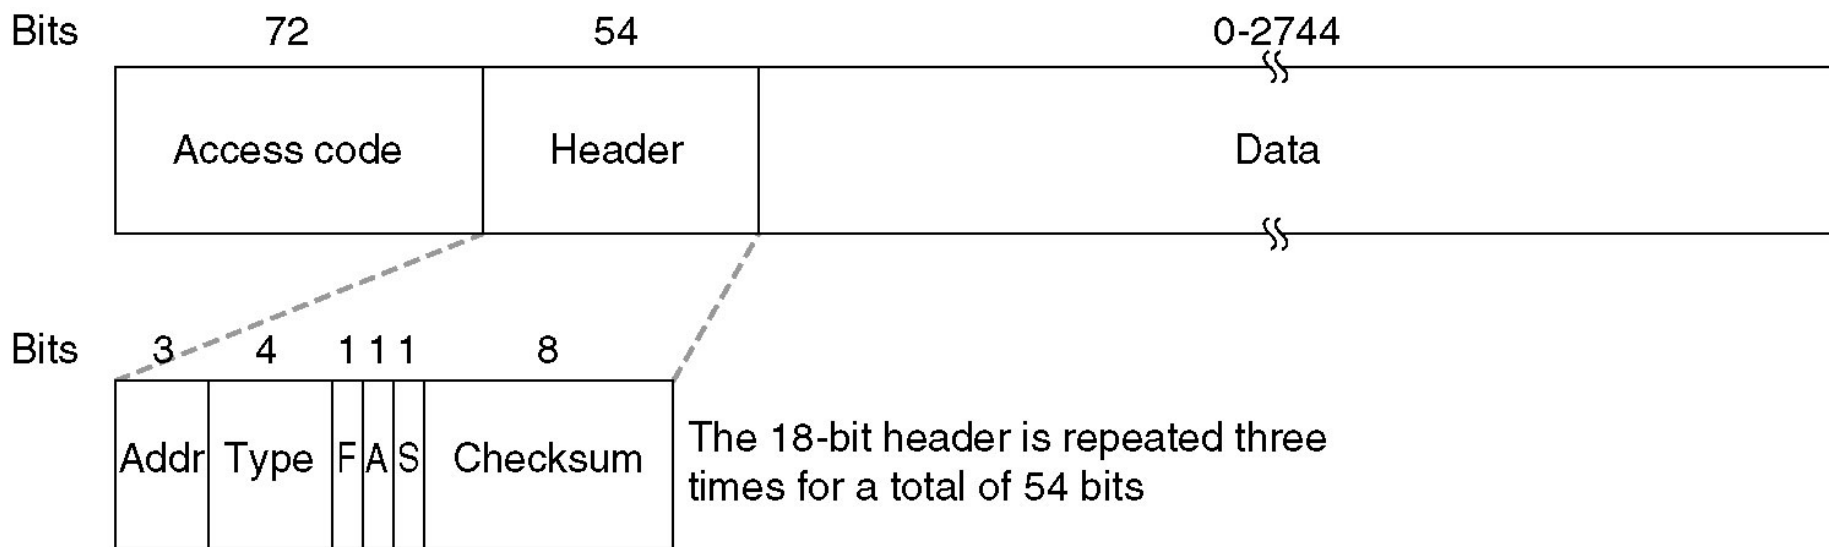 Bits 72 54 0-2744
Access code Header Data
Bits 3 4 1 1 1 8
Addr Type F A S Checksum
The 18-bit header is repeated three
times for a total of 54 bits